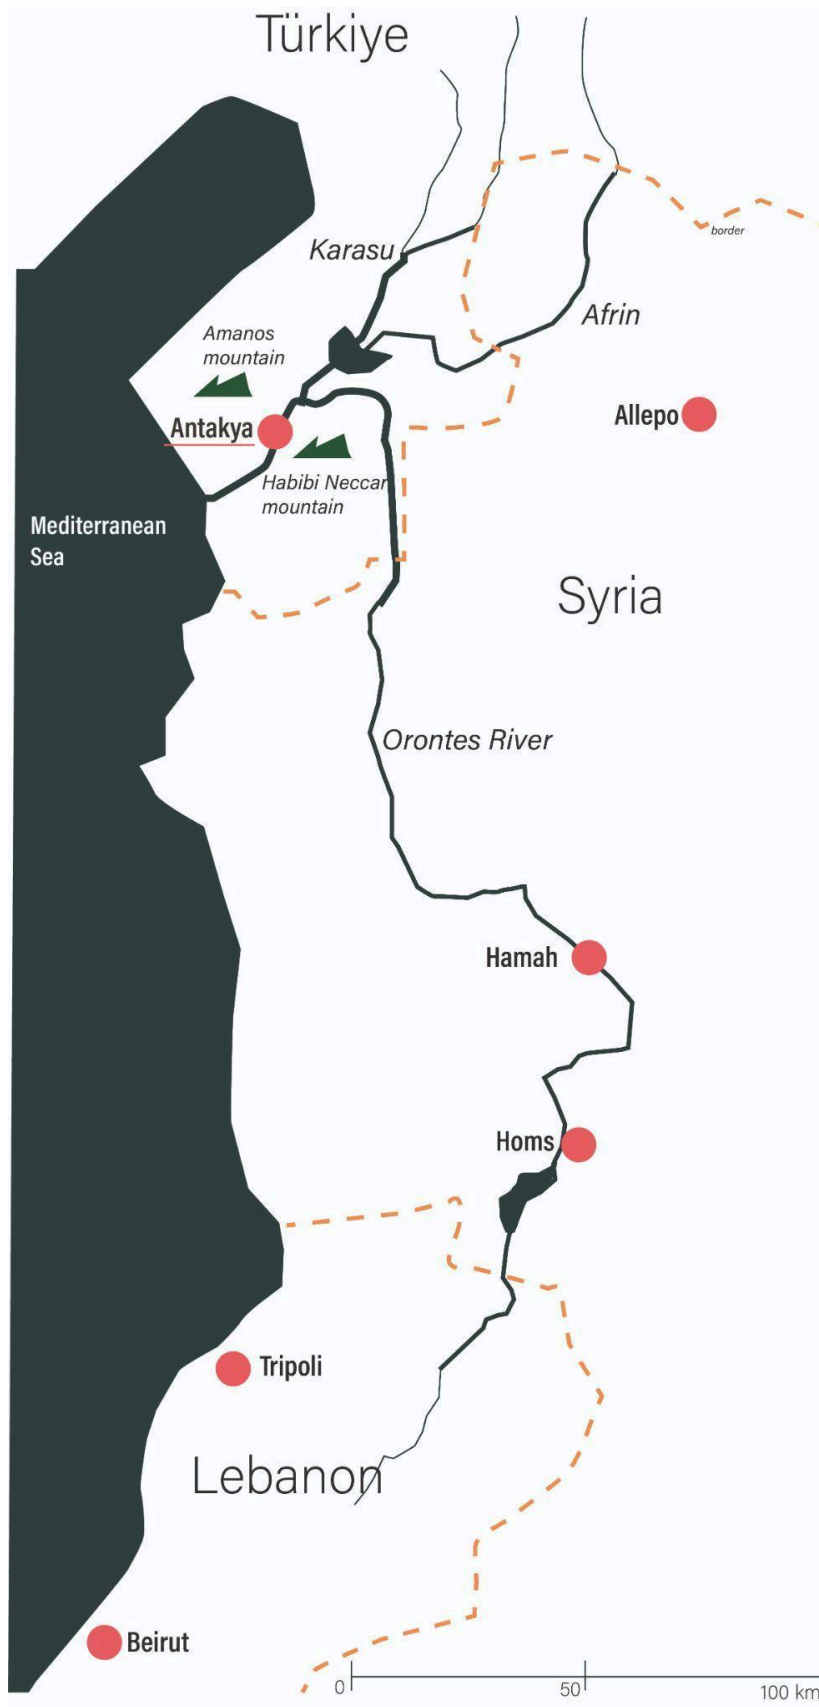 Türkiye
border
Karasu
Afrin
Amanos
mountain
Allepo
Antakya
Habibi Neccar
mountain
Mediterranean
Sea
Syria
Orontes River
Hamah
Homs
Tripoli
Lebanon
Beirut
0
50
100 km